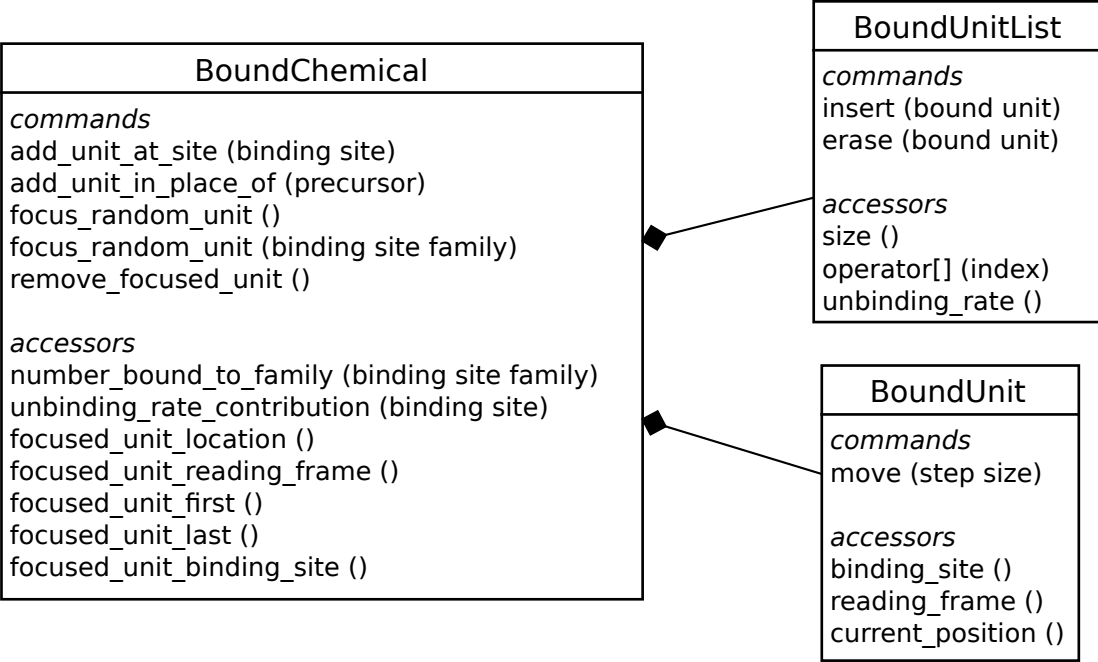 BoundChemical
commands
add_unit_at_site (binding site)
add_unit_in_place_of (precursor)
focus_random_unit ()
focus_random_unit (binding site family)
remove_focused_unit ()
accessors
number_bound_to_family (binding site family)
unbinding_rate_contribution (binding site)
focused_unit_location ()
focused_unit_reading_frame ()
focused_unit_first ()
focused_unit_last ()
focused_unit_binding_site ()
BoundUnitList
commands
insert (bound unit)
erase (bound unit)
accessors
size ()
operator[] (index)
unbinding_rate ()
BoundUnit
commands
move (step size)
accessors
binding_site ()
reading_frame ()
current_position ()